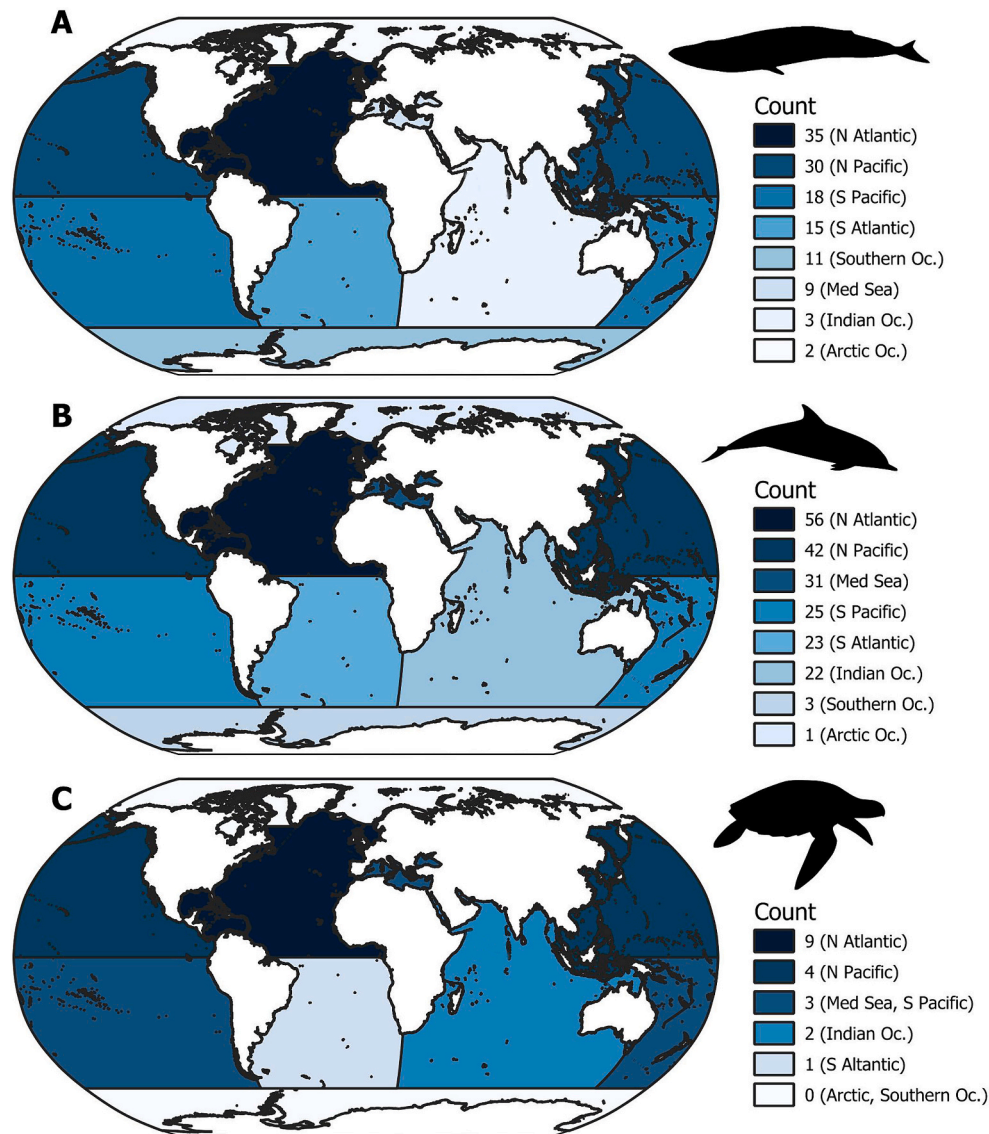 A
Count
35 (N Atlantic)
30 (N Pacific)
18 (S Pacific)
15 (S Atlantic)
11 (Southern Oc.)
9 (Med Sea)
3 (Indian Oc.)
2 (Arctic Oc.)
B
Count
56 (N Atlantic)
42 (N Pacific)
31 (Med Sea)
25 (S Pacific)
23 (S Atlantic)
22 (Indian Oc.)
3 (Southern Oc.)
1 (Arctic Oc.)
C
Count
9 (N Atlantic)
4 (N Pacific)
3 (Med Sea, S Pacific)
2 (Indian Oc.)
1 (S Altantic)
0 (Arctic, Southern Oc.)